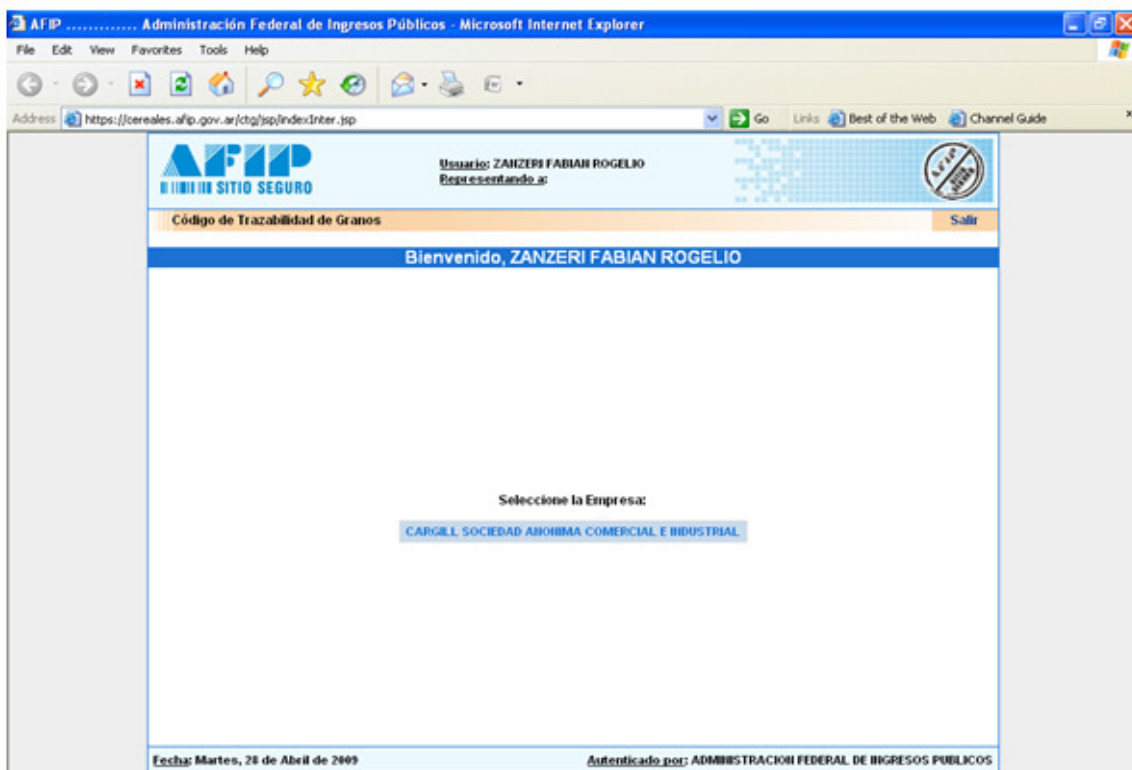 AFIP ............. Administración Federal de Ingresos Públicos - Microsoft Internet Explorer
File Edit View Favorites Tools Help
Address https://cereales.afip.gov.ar/ctg/jsp/indexInter.jsp Go Links Best of the Web Channel Guide
AFIP
SITIO SEGURO
Usuario: ZANZERI FABIAN ROGELIO
Representando a:
AFIP
Código de Trazabilidad de Granos Salir
Bienvenido, ZANZERI FABIAN ROGELIO
Seleccione la Empresa:
CARGILL SOCIEDAD ANONIMA COMERCIAL E INDUSTRIAL
Fecha: Martes, 28 de Abril de 2009 Autenticado por: ADMINISTRACION FEDERAL DE INGRESOS PUBLICOS